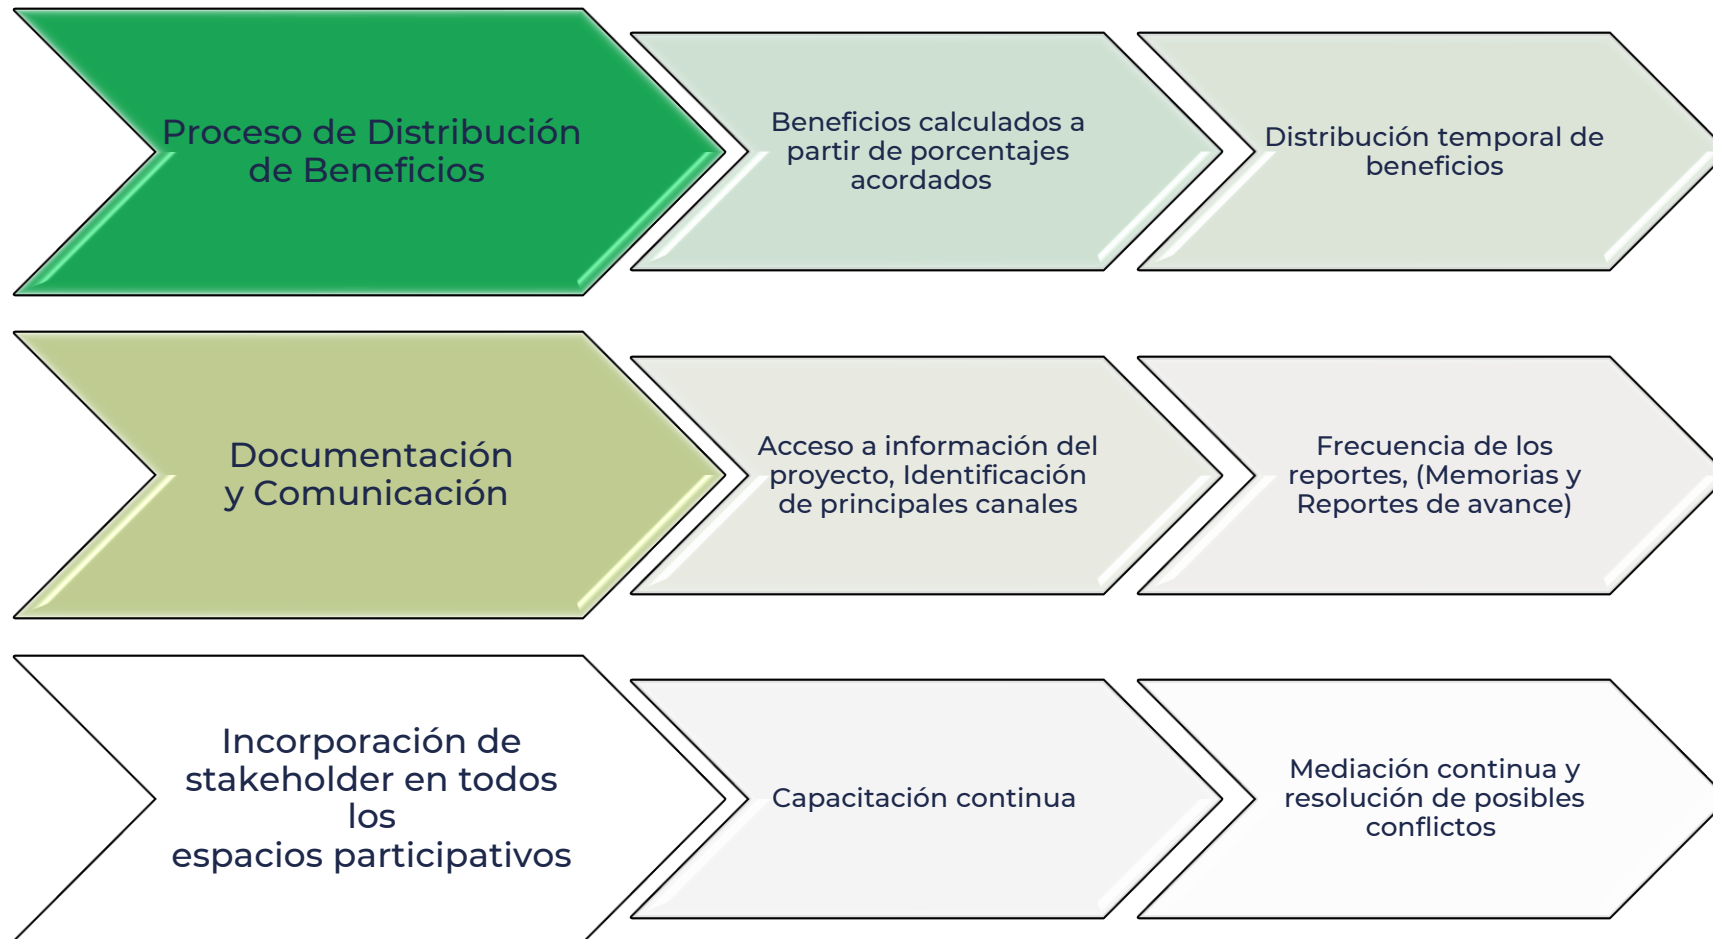 Proceso de Distribución
de Beneficios
Beneficios calculados a
partir de porcentajes
acordados
Distribución temporal de
beneficios
Documentación
y Comunicación
Acceso a información del
proyecto, Identificación
de principales canales
Frecuencia de los
reportes, (Memorias y
Reportes de avance)
Incorporación de
stakeholder en todos
los
espacios participativos
Capacitación continua
Mediación continua y
resolución de posibles
conflictos